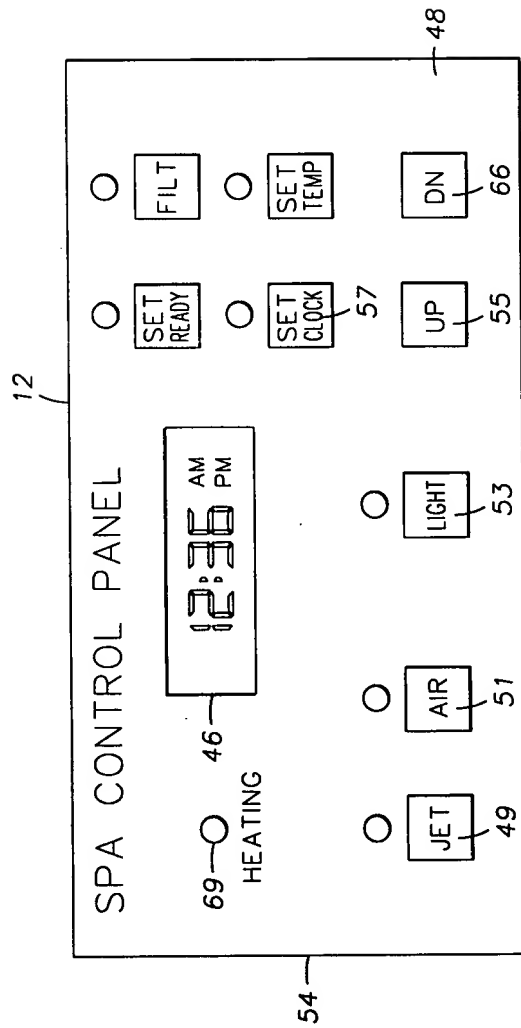 12
SPA CONTROL PANEL
SET READY
FILT
69
HEATING
46
12:36
AM
PM
SET CLOCK
57
SET TEMP
54
JET
49
AIR
51
LIGHT
53
UP
55
DN
66
48